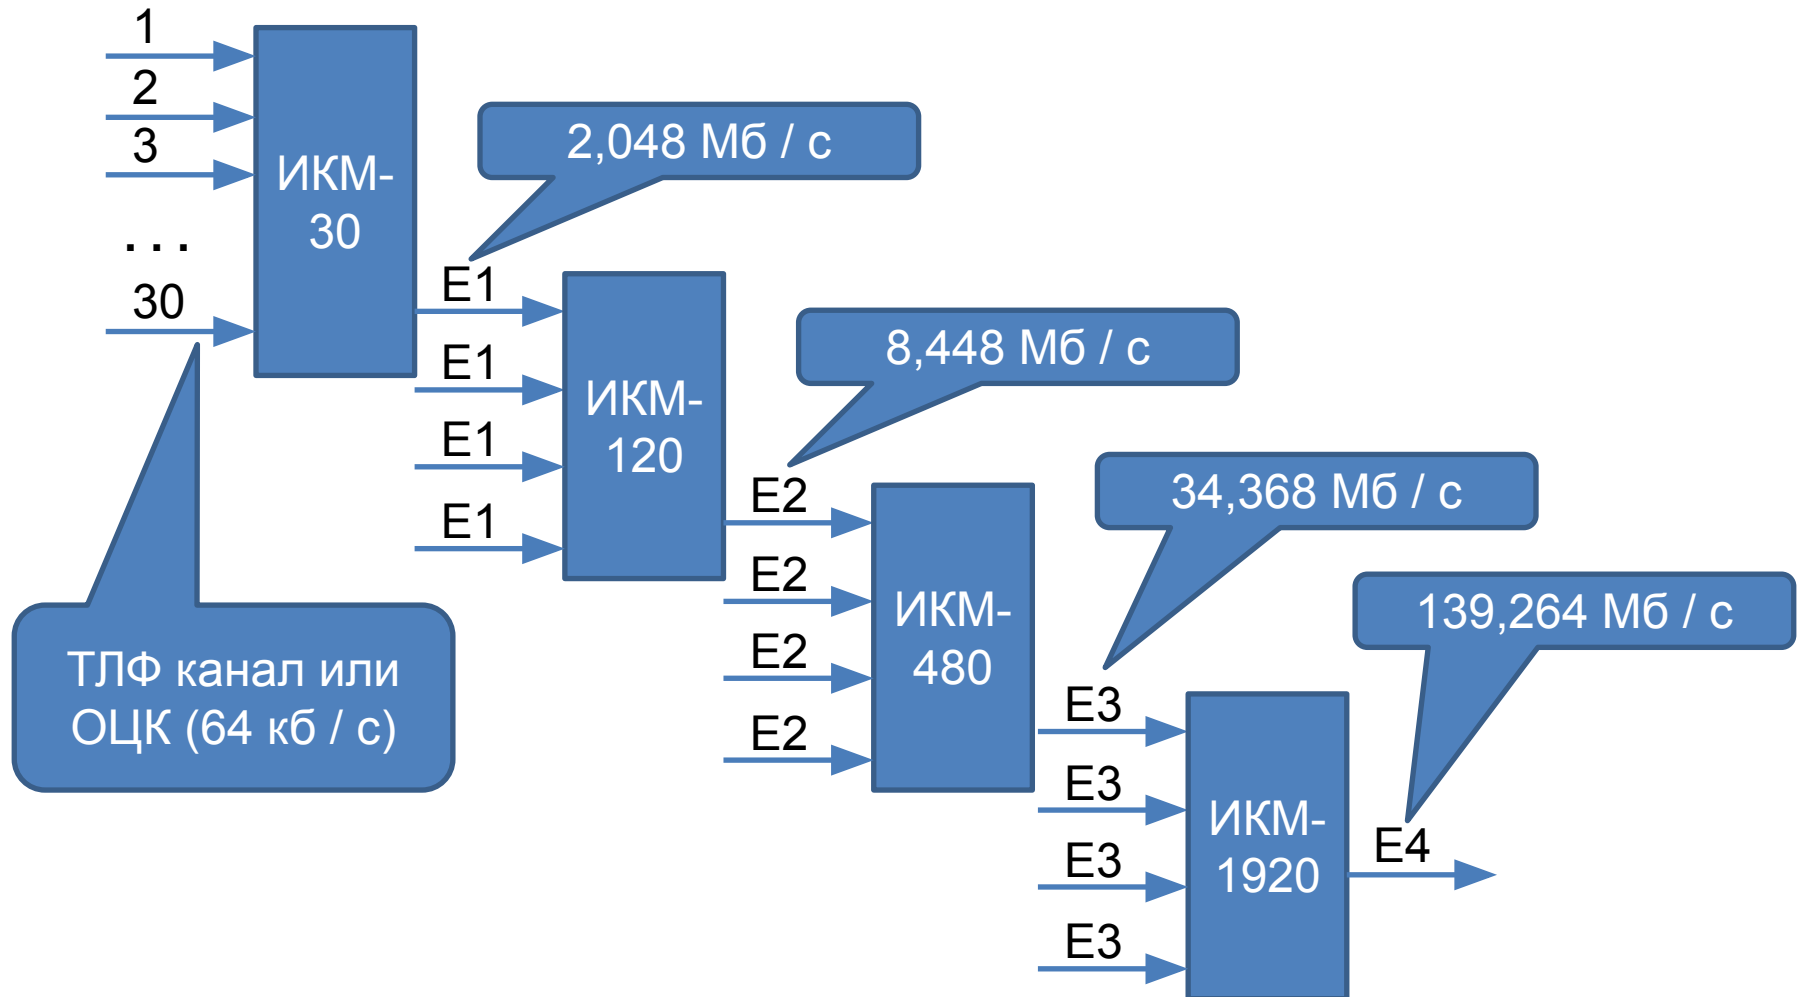 1
2
3
...
30
ИКМ-
30
2,048 Мб / с
E1
E1
E1
E1
ИКМ-
120
8,448 Мб / с
E2
E2
E2
E2
ИКМ-
480
34,368 Мб / с
E3
E3
E3
E3
ИКМ-
1920
139,264 Мб / с
E4
ТЛФ канал или
ОЦК (64 кб / с)